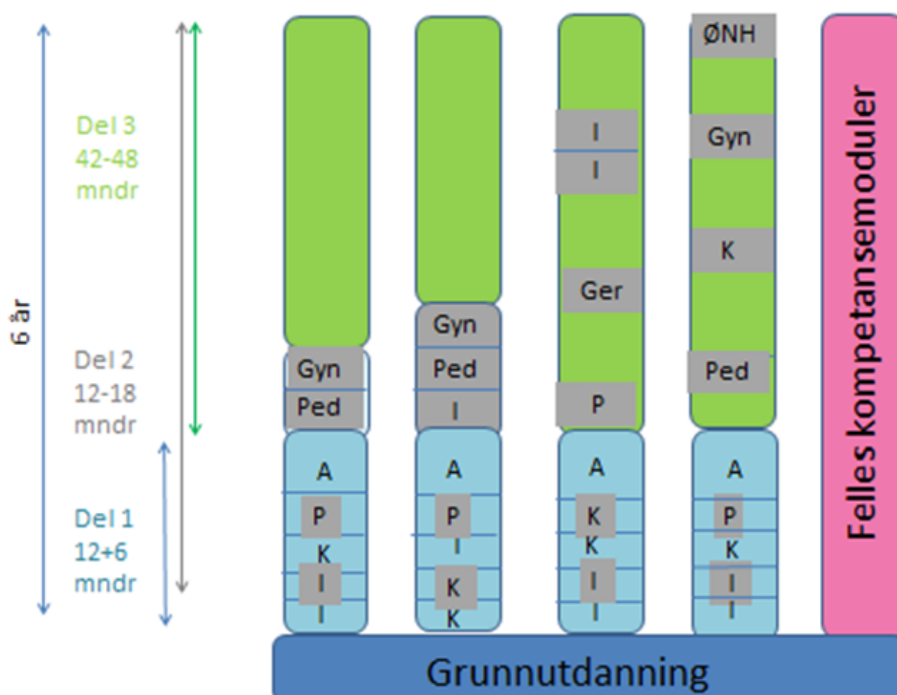 6 år
Del 3
42-48
mndr
Del 2
12-18
mndr
Del 1
12+6
mndr
Gyn
Ped
A
P
K
I
I
Gyn
Ped
I
A
P
I
K
K
I
I
Ger
P
A
K
K
I
I
ØNH
Gyn
K
Ped
A
P
K
I
I
Felles kompetansemoduler
Grunnutdanning